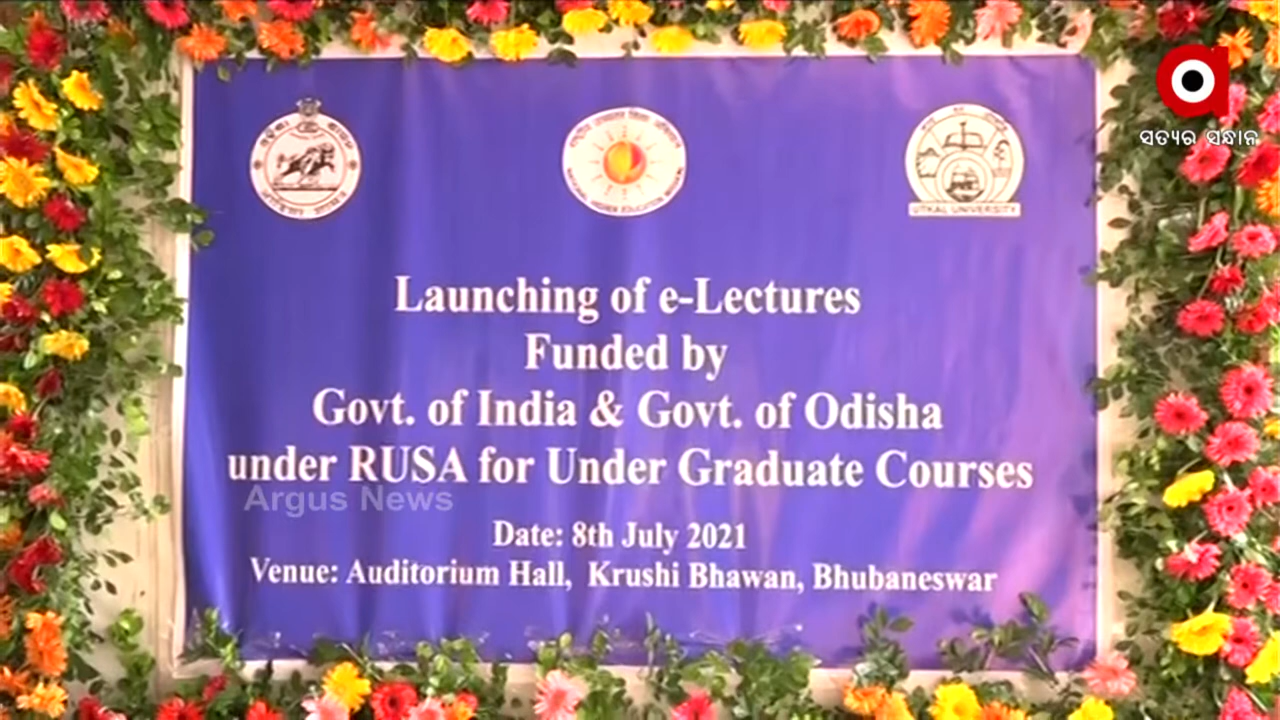 ସତ୍ୟର ସନ୍ଧାନ
UTKAL UNIVERSITY
Launching of e-Lectures
Funded by
Govt. of India & Govt. of Odisha
under RUSA for Under Graduate Courses
Argus News
Date: 8th July 2021
Venue: Auditorium Hall, Krushi Bhawan, Bhubaneswar